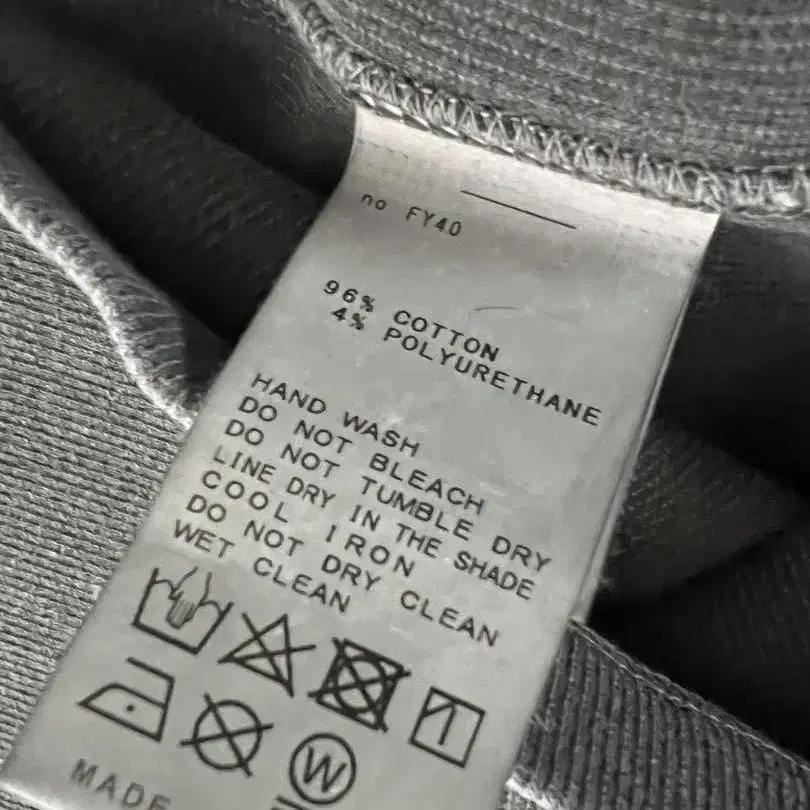 no FY40
96% COTTON
4% POLYURETHANE
HAND WASH
DO NOT BLEACH
DO NOT TUMBLE DRY
LINE DRY IN THE SHADE
COOL IRON
DO NOT DRY CLEAN
WET CLEAN
W
MADE